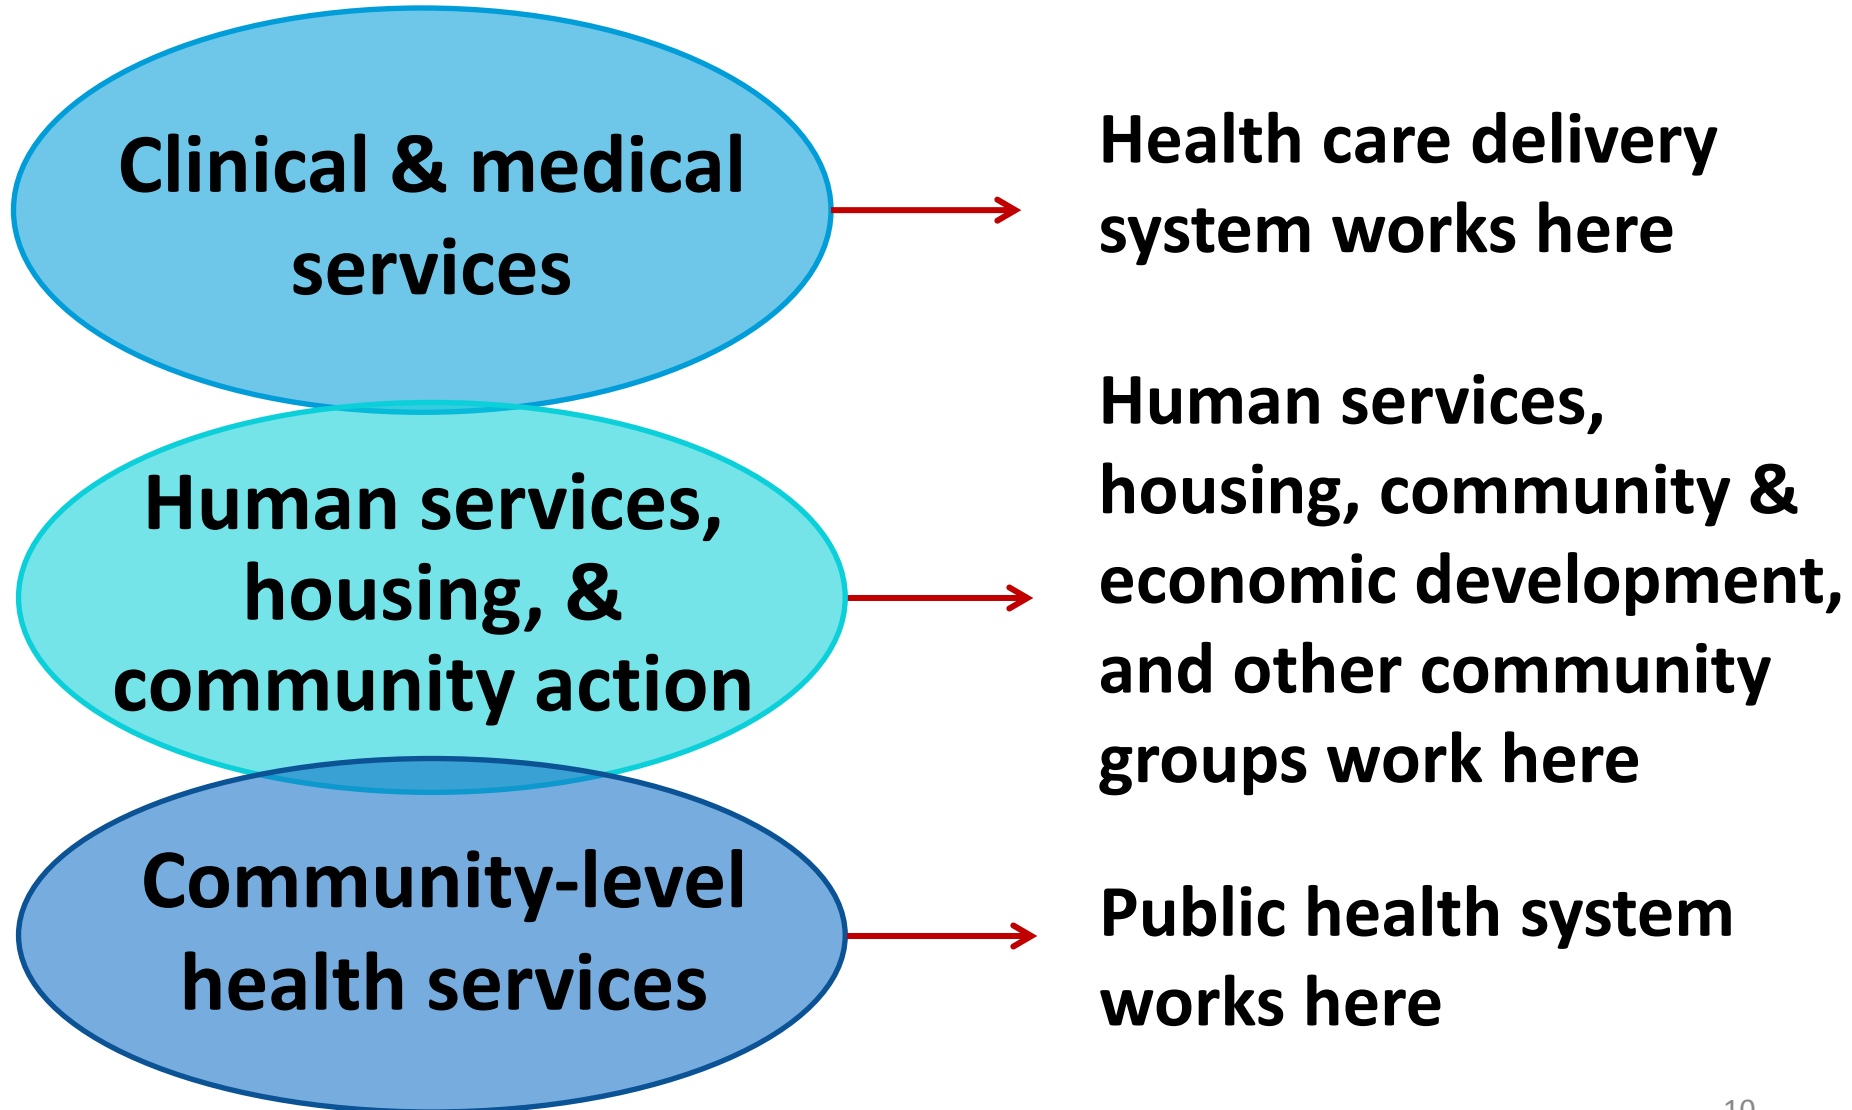 Clinical & medical
services
Health care delivery
system works here
Human services,
housing, &
community action
Human services,
housing, community &
economic development,
and other community
groups work here
Community-level
health services
Public health system
works here
10